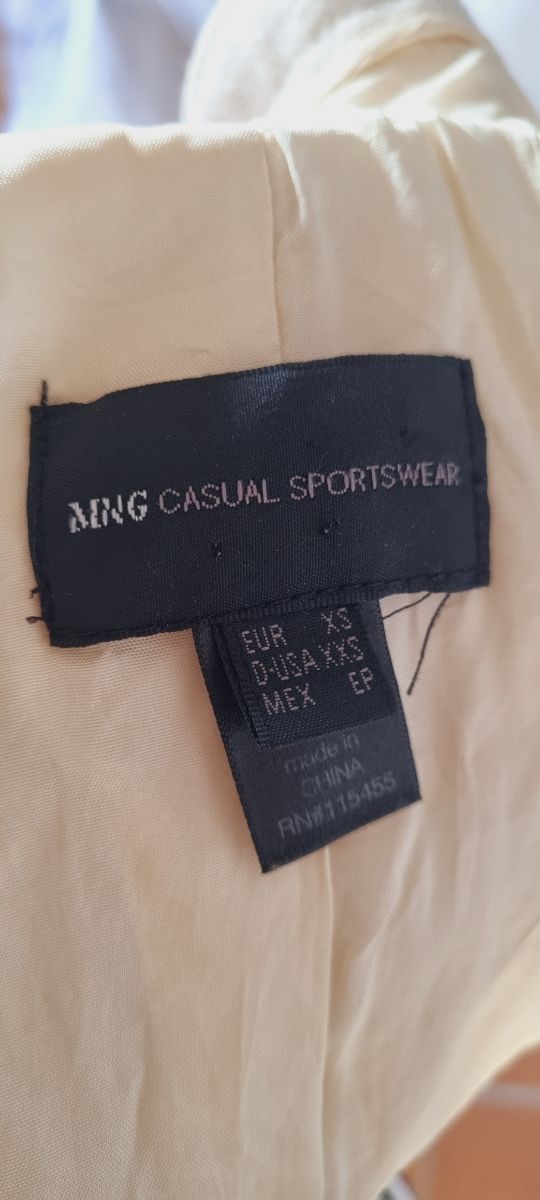 MNG CASUAL SPORTSWEAR
EUR XS
D-USA XXS
MEX EP
made in
CHINA
RN#115455